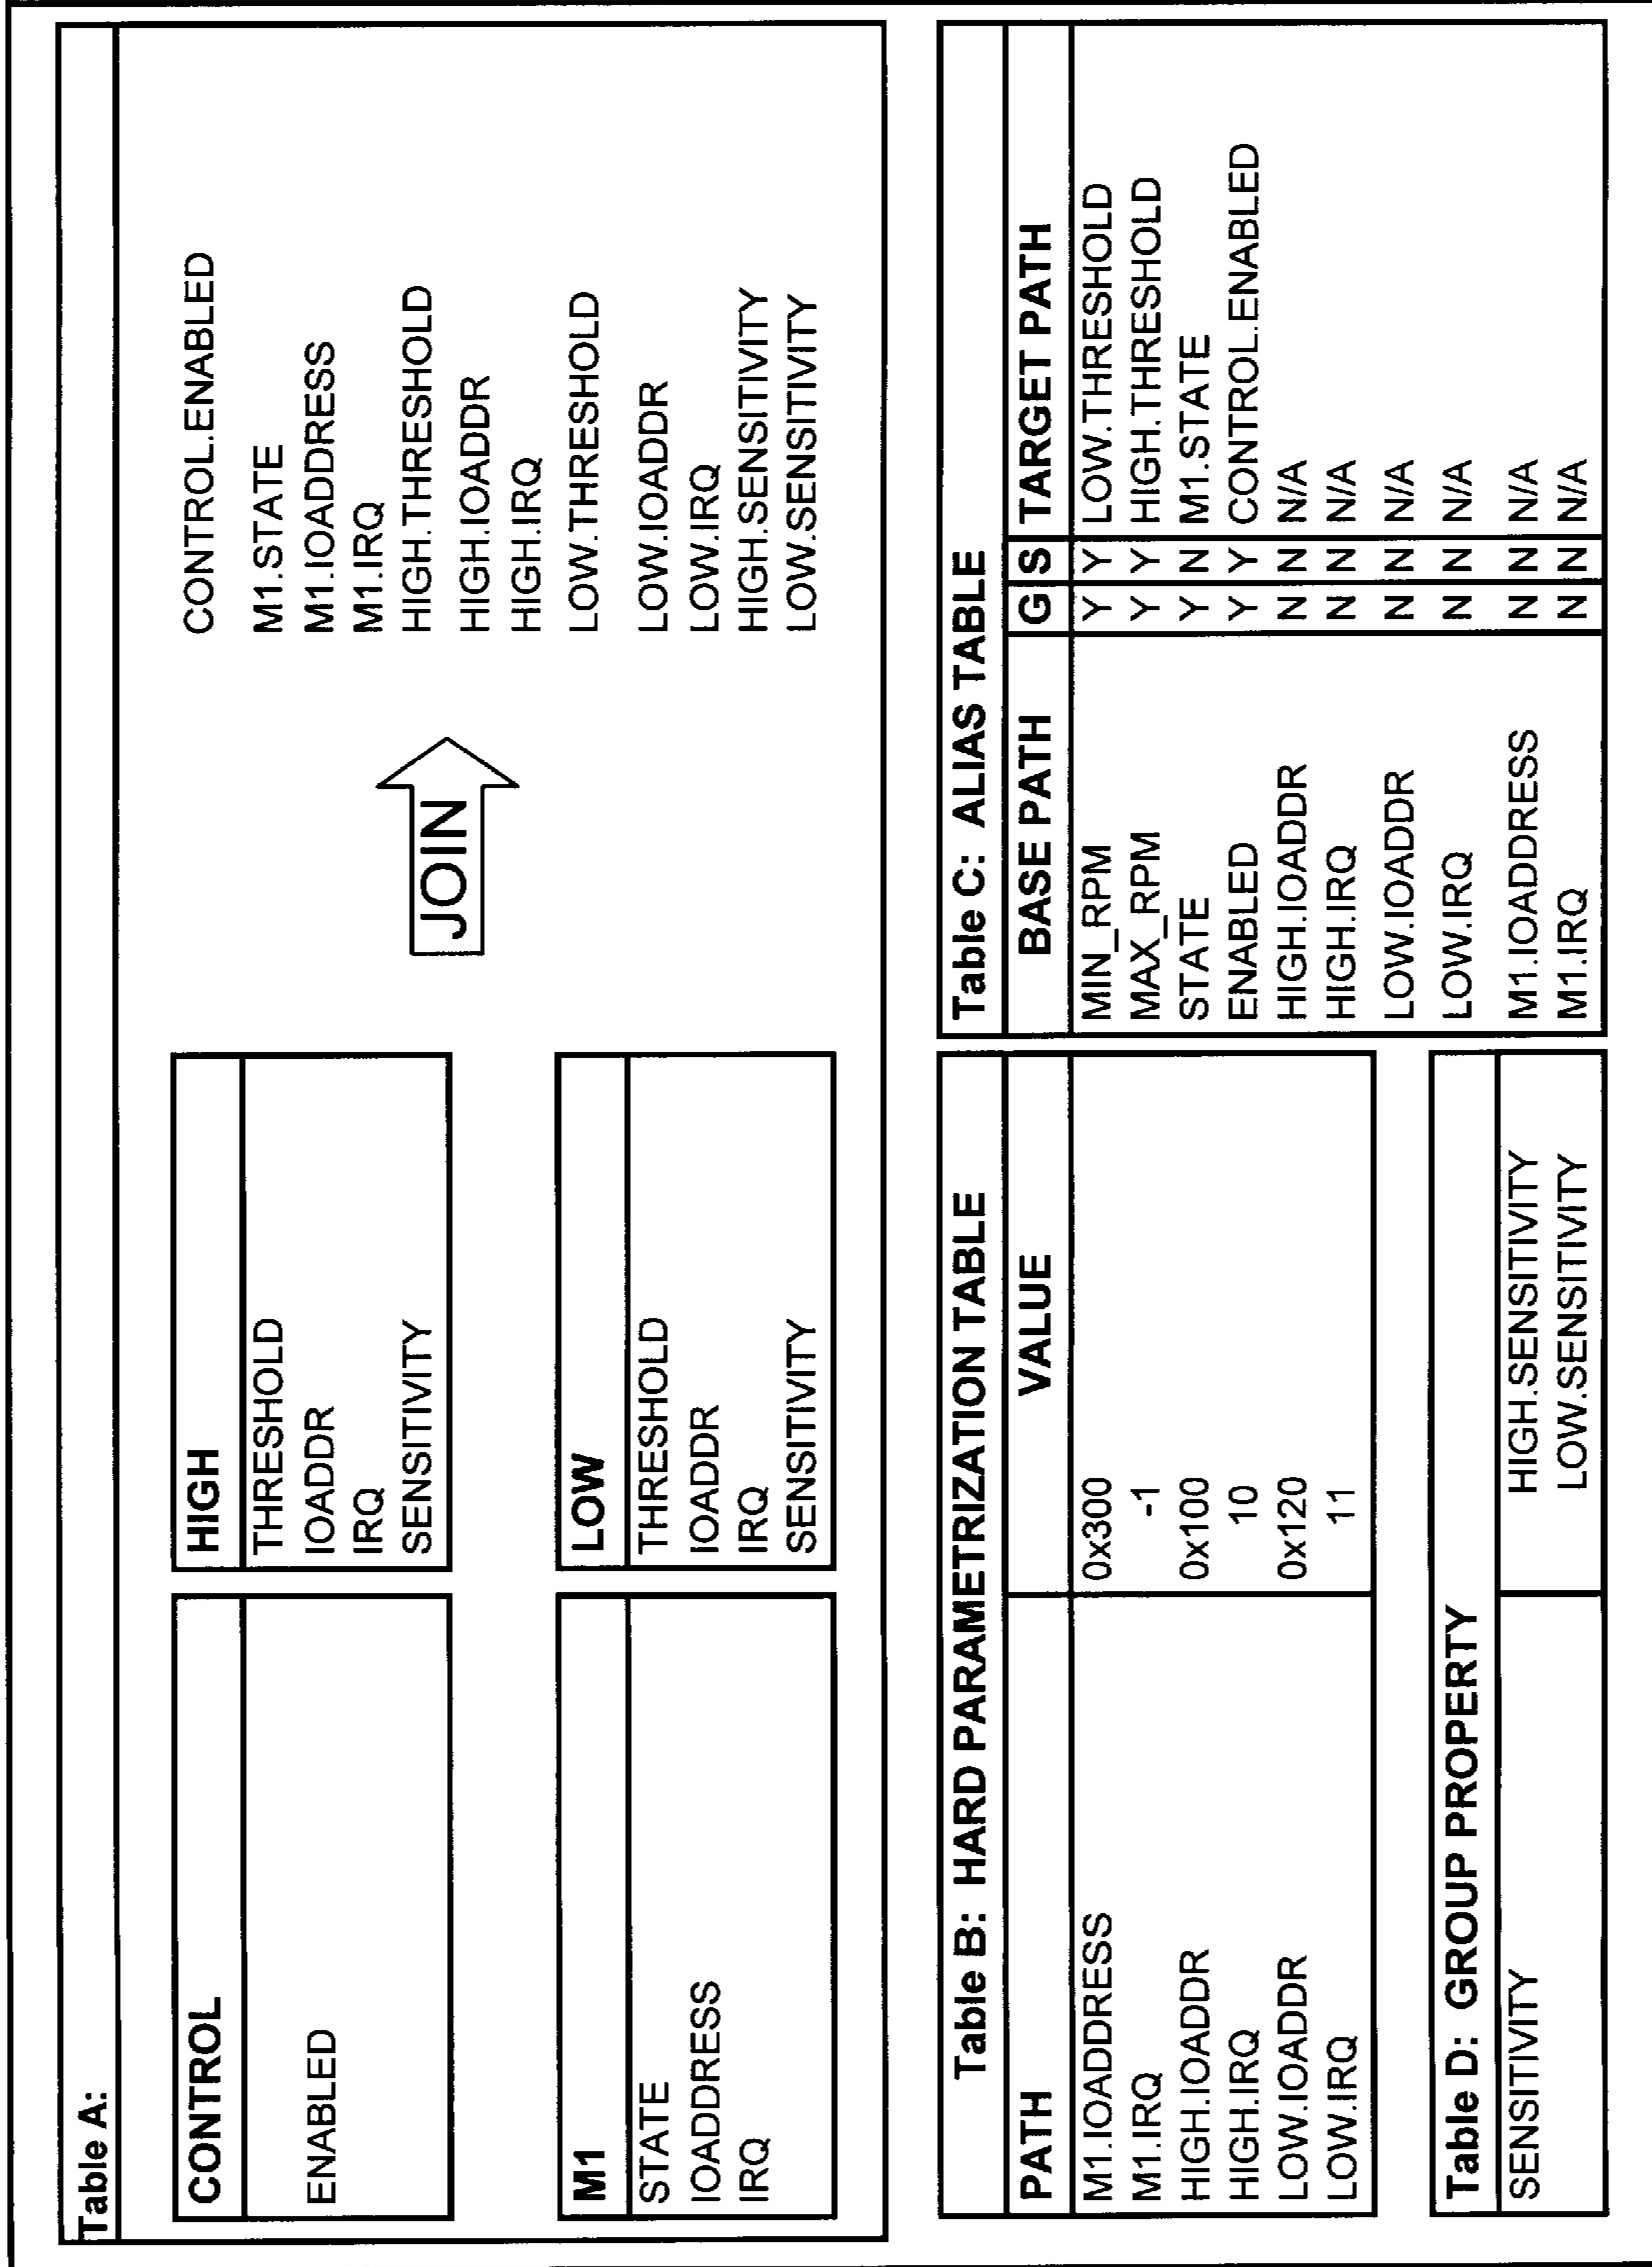 Table A:
CONTROL
ENABLED
HIGH
THRESHOLD
IOADDR
IRQ
SENSITIVITY
M1
STATE
IOADDRESS
IRQ
LOW
THRESHOLD
IOADDR
IRQ
SENSITIVITY
JOIN
CONTROL.ENABLED
M1.STATE
M1.IOADDRESS
M1.IRQ
HIGH.THRESHOLD
HIGH.IOADDR
HIGH.IRQ
LOW.THRESHOLD
LOW.IOADDR
LOW.IRQ
HIGH.SENSITIVITY
LOW.SENSITIVITY
Table B: HARD PARAMETRIZATION TABLE
PATH VALUE
M1.IOADDRESS 0x300
M1.IRQ -1
HIGH.IOADDR 0x100
HIGH.IRQ 10
LOW.IOADDR 0x120
LOW.IRQ 11
Table C: ALIAS TABLE
BASE PATH G S TARGET PATH
MIN_RPM Y Y LOW.THRESHOLD
MAX_RPM Y Y HIGH.THRESHOLD
STATE Y N M1.STATE
ENABLED Y Y CONTROL.ENABLED
HIGH.IOADDR N N N/A
HIGH.IRQ N N N/A
LOW.IOADDR N N N/A
LOW.IRQ N N N/A
M1.IOADDRESS N N N/A
M1.IRQ N N N/A
Table D: GROUP PROPERTY
SENSITIVITY HIGH.SENSITIVITY
LOW.SENSITIVITY